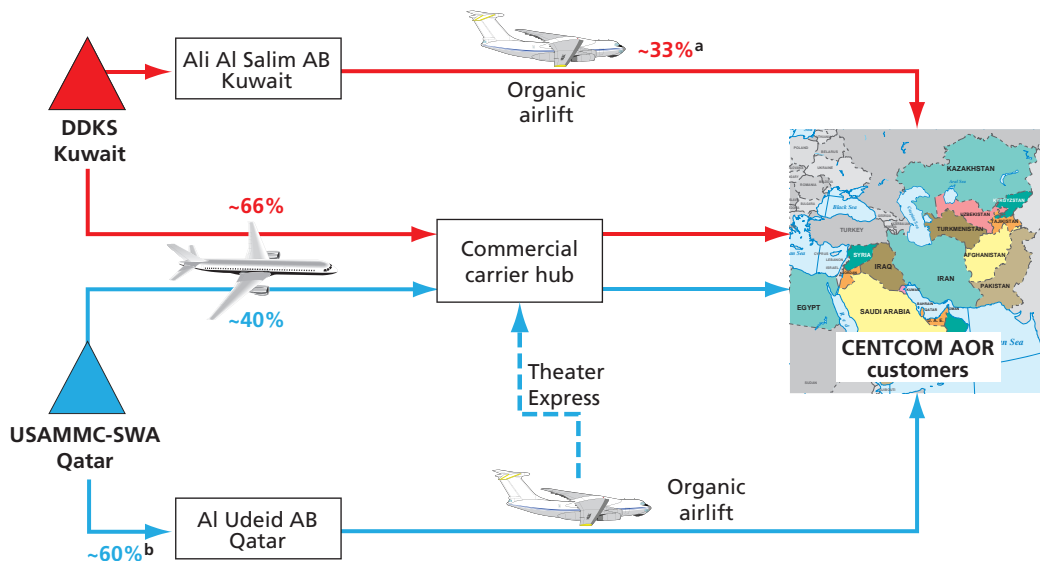 Ali Al Salim AB
Kuwait
~33%a
Organic
airlift
DDKS
Kuwait
~66%
Commercial
carrier hub
~40%
Theater
Express
USAMMC-SWA
Qatar
~60%b
Al Udeid AB
Qatar
Organic
airlift
KAZAKHSTAN
Black Sea
UZBEKISTAN
TURKEY
TURKMENISTAN
SYRIA
AFGHANISTAN
IRAQ
IRAN
PAKISTAN
EGYPT
SAUDI ARABIA
CENTCOM AOR
customers